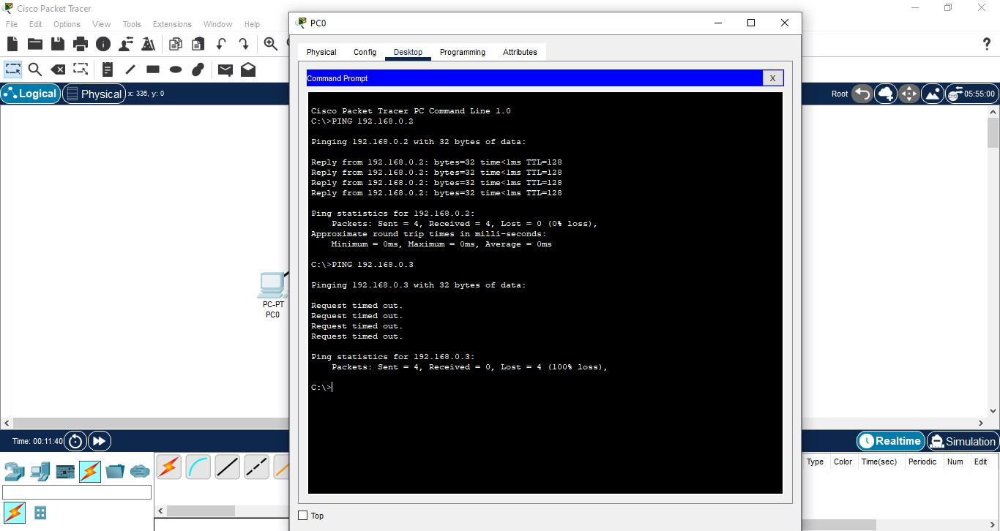 Cisco Packet Tracer
File Edit Options View Tools Extensions Window Help
Logical Physical x: 336, y: 0
Root 05:55:00
PC-PT
PC0
PC0
Physical Config Desktop Programming Attributes
Command Prompt X
Cisco Packet Tracer PC Command Line 1.0
C:\>PING 192.168.0.2
Pinging 192.168.0.2 with 32 bytes of data:
Reply from 192.168.0.2: bytes=32 time<1ms TTL=128
Reply from 192.168.0.2: bytes=32 time<1ms TTL=128
Reply from 192.168.0.2: bytes=32 time<1ms TTL=128
Reply from 192.168.0.2: bytes=32 time<1ms TTL=128
Ping statistics for 192.168.0.2:
Packets: Sent = 4, Received = 4, Lost = 0 (0% loss),
Approximate round trip times in milli-seconds:
Minimum = 0ms, Maximum = 0ms, Average = 0ms
C:\>PING 192.168.0.3
Pinging 192.168.0.3 with 32 bytes of data:
Request timed out.
Request timed out.
Request timed out.
Request timed out.
Ping statistics for 192.168.0.3:
Packets: Sent = 4, Received = 0, Lost = 4 (100% loss),
C:\>
Top
Time: 00:11:40
Realtime Simulation
Type Color Time(sec) Periodic Num Edit